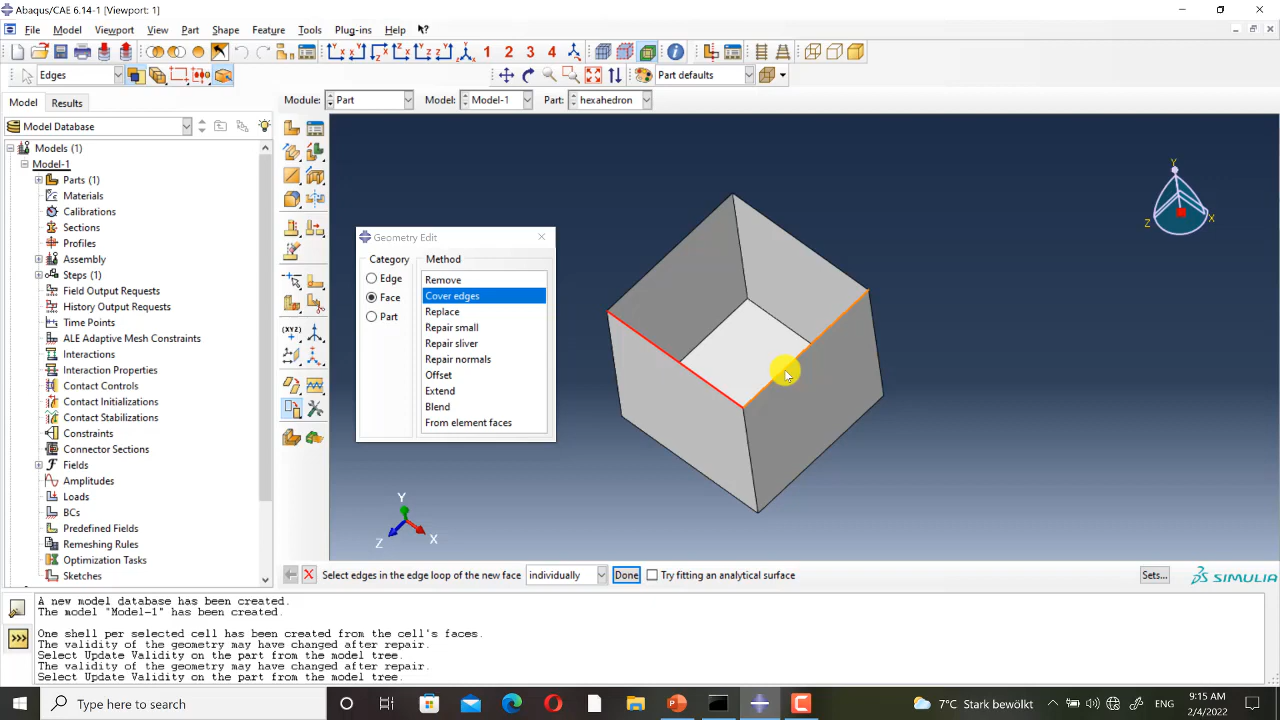 Abaqus/CAE 6.14-1 [Viewport: 1]
File Model Viewport View Part Shape Feature Tools Plug-ins Help
1 2 3 4
Edges Part defaults
Model Results Module: Part Model: Model-1 Part: hexahedron
Model Database
Models (1)
Model-1
Parts (1)
Materials
Calibrations
Sections
Profiles
Assembly
Steps (1)
Field Output Requests
History Output Requests
Time Points
ALE Adaptive Mesh Constraints
Interactions
Interaction Properties
Contact Controls
Contact Initializations
Contact Stabilizations
Constraints
Connector Sections
Fields
Amplitudes
Loads
BCs
Predefined Fields
Remeshing Rules
Optimization Tasks
Sketches
(XYZ)
Geometry Edit
Category Method
Edge
Face
Part
Remove
Cover edges
Replace
Repair small
Repair sliver
Repair normals
Offset
Extend
Blend
From element faces
Y
Z X
Y
Z X
Select edges in the edge loop of the new face individually Done Try fitting an analytical surface Sets... SIMULIA
A new model database has been created.
The model "Model-1" has been created.
One shell per selected cell has been created from the cell's faces.
The validity of the geometry may have changed after repair.
Select Update Validity on the part from the model tree.
The validity of the geometry may have changed after repair.
Select Update Validity on the part from the model tree.
>>>
Type here to search
7°C Stark bewölkt
9:15 AM
2/4/2022